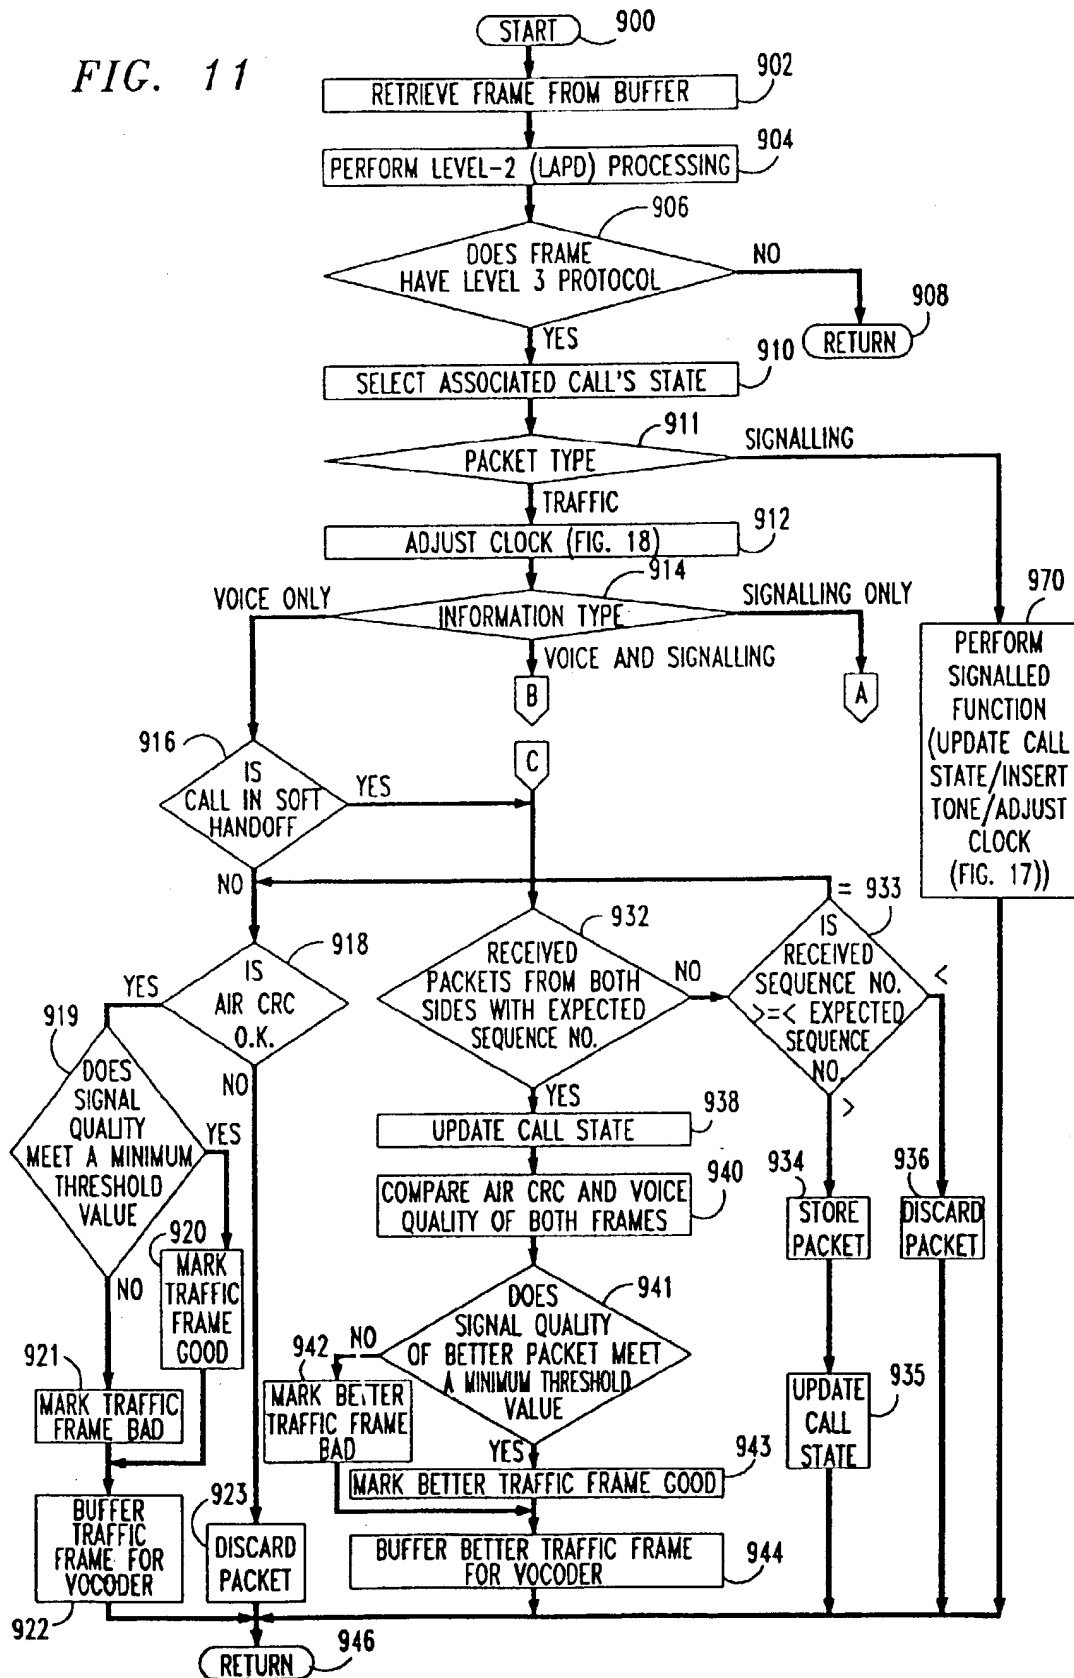 FIG. 11
START
900
RETRIEVE FRAME FROM BUFFER
902
PERFORM LEVEL-2 (LAPD) PROCESSING
904
906
DOES FRAME
HAVE LEVEL 3 PROTOCOL
NO
908
RETURN
YES
SELECT ASSOCIATED CALL'S STATE
910
911
PACKET TYPE
SIGNALLING
TRAFFIC
ADJUST CLOCK (FIG. 18)
912
914
VOICE ONLY
INFORMATION TYPE
SIGNALLING ONLY
VOICE AND SIGNALLING
B
A
970
PERFORM
SIGNALLED
FUNCTION
(UPDATE CALL
STATE/INSERT
TONE/ADJUST
CLOCK
(FIG. 17))
916
IS
CALL IN SOFT
HANDOFF
YES
C
NO
918
IS
AIR CRC
O.K.
YES
NO
932
RECEIVED
PACKETS FROM BOTH
SIDES WITH EXPECTED
SEQUENCE NO.
NO
YES
= 933
IS
RECEIVED
SEQUENCE NO.
>=< EXPECTED
SEQUENCE
NO.
<
>
919
DOES
SIGNAL
QUALITY
MEET A MINIMUM
THRESHOLD
VALUE
YES
NO
920
MARK
TRAFFIC
FRAME
GOOD
921
MARK TRAFFIC
FRAME BAD
BUFFER
TRAFFIC
FRAME FOR
VOCODER
922
923
DISCARD
PACKET
UPDATE CALL STATE
938
COMPARE AIR CRC AND VOICE
QUALITY OF BOTH FRAMES
940
DOES
SIGNAL QUALITY
OF BETTER PACKET MEET
A MINIMUM THRESHOLD
VALUE
941
NO
942
MARK BETTER
TRAFFIC FRAME
BAD
YES
MARK BETTER TRAFFIC FRAME GOOD
943
BUFFER BETTER TRAFFIC FRAME
FOR VOCODER
944
934
STORE
PACKET
936
DISCARD
PACKET
UPDATE
CALL
STATE
935
RETURN
946